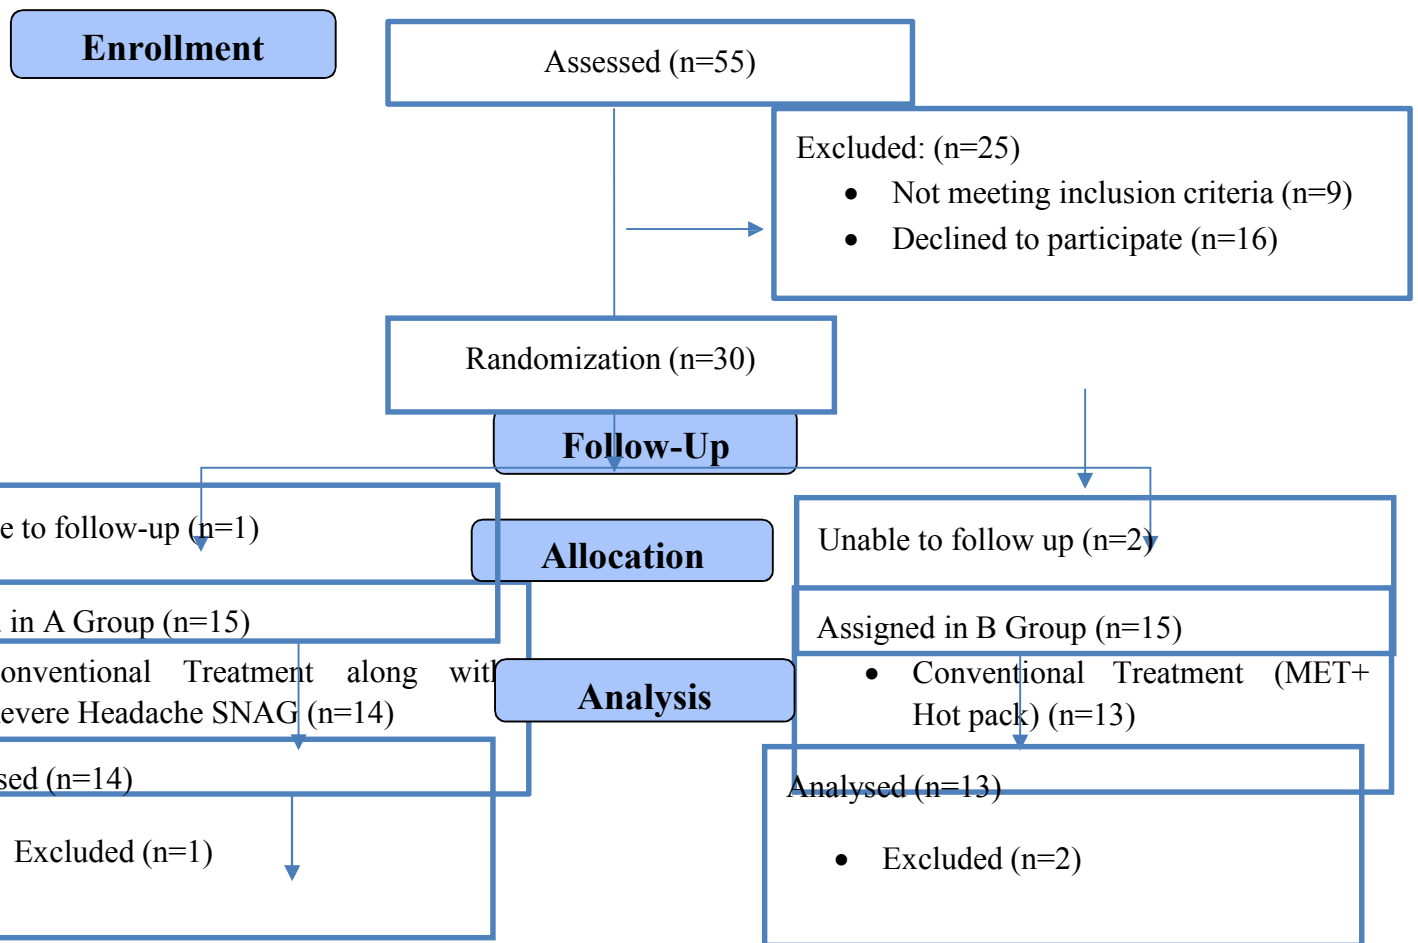 Enrollment
Assessed (n=55)
Excluded: (n=25)
• Not meeting inclusion criteria (n=9)
• Declined to participate (n=16)
Randomization (n=30)
Follow-Up
e to follow-up (n=1)
Unable to follow up (n=2)
Allocation
in A Group (n=15)
onventional Treatment along with
evere Headache SNAG (n=14)
Assigned in B Group (n=15)
• Conventional Treatment (MET+
Hot pack) (n=13)
Analysis
sed (n=14)
Excluded (n=1)
Analysed (n=13)
• Excluded (n=2)